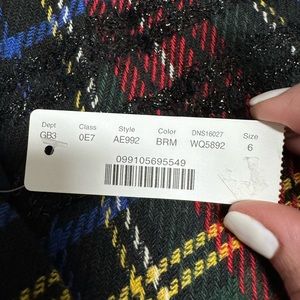 Dept Class Style Color DNS16027 Size
GB3 0E7 AE992 BRM WQ5892 6
099105695549